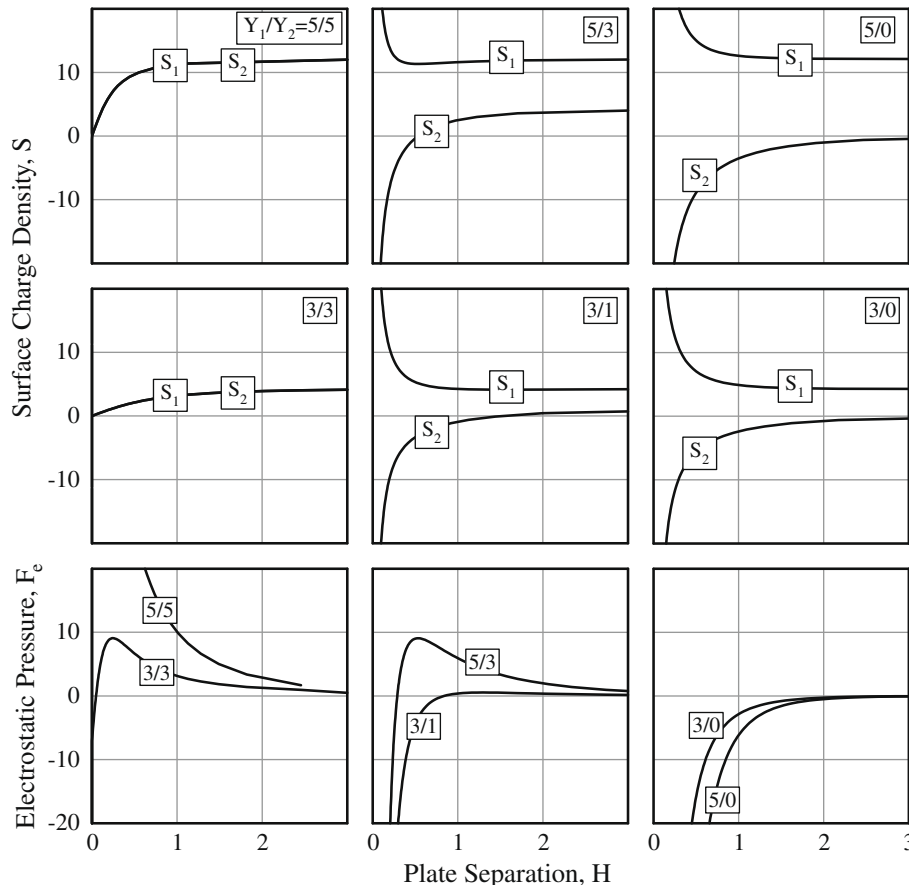 Surface Charge Density, S
Y₁/Y₂=5/5
5/3
5/0
10
0
-10
S₁
S₂
S₁
S₂
S₁
S₂
3/3
3/1
3/0
10
0
-10
S₁
S₂
S₁
S₂
S₁
S₂
Electrostatic Pressure, Fₑ
10
0
-10
-20
5/5
3/3
5/3
3/1
3/0
5/0
0 1 2 0 1 2 0 1 2 3
Plate Separation, H